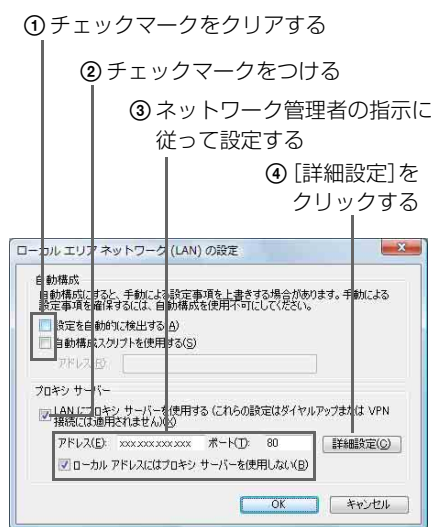 ①チェックマークをクリアする
②チェックマークをつける
③ネットワーク管理者の指示に
従って設定する
④[詳細設定]を
クリックする
ローカル エリア ネットワーク (LAN) の設定
自動構成
自動構成にすると、手動による設定事項を上書きする場合があります。手動による
設定事項を確保するには、自動構成を使用不可にしてください。
設定を自動的に検出する(A)
自動構成スクリプトを使用する(S)
アドレス(R):
プロキシ サーバー
LAN にプロキシ サーバーを使用する (これらの設定はダイヤルアップまたは VPN
接続には適用されません)(X)
アドレス(E): xxx.xxx.xxx.xxx ポート(T): 80 詳細設定(C)
ローカル アドレスにはプロキシ サーバーを使用しない(B)
OK キャンセル